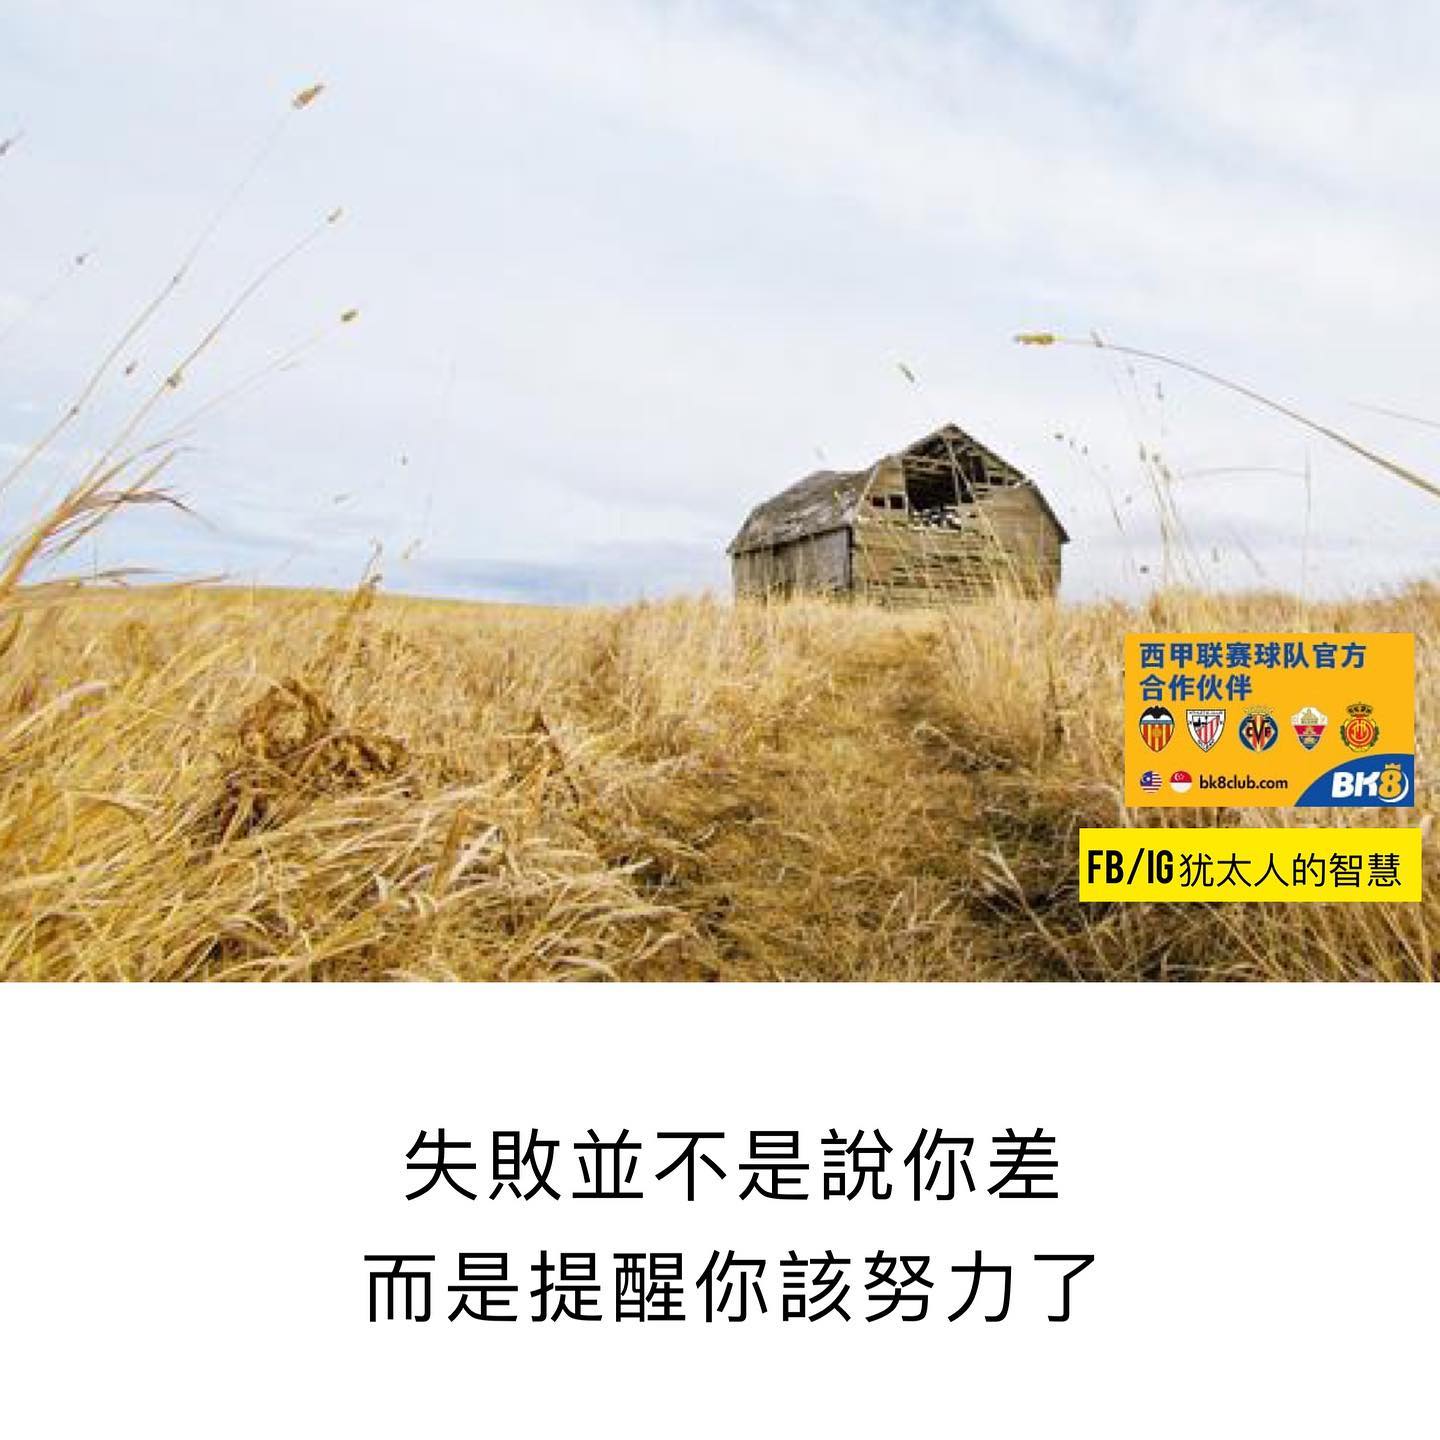 西甲联赛球队官方
合作伙伴
bk8club.com
BK8
FB/IG犹太人的智慧
失敗並不是說你差
而是提醒你該努力了